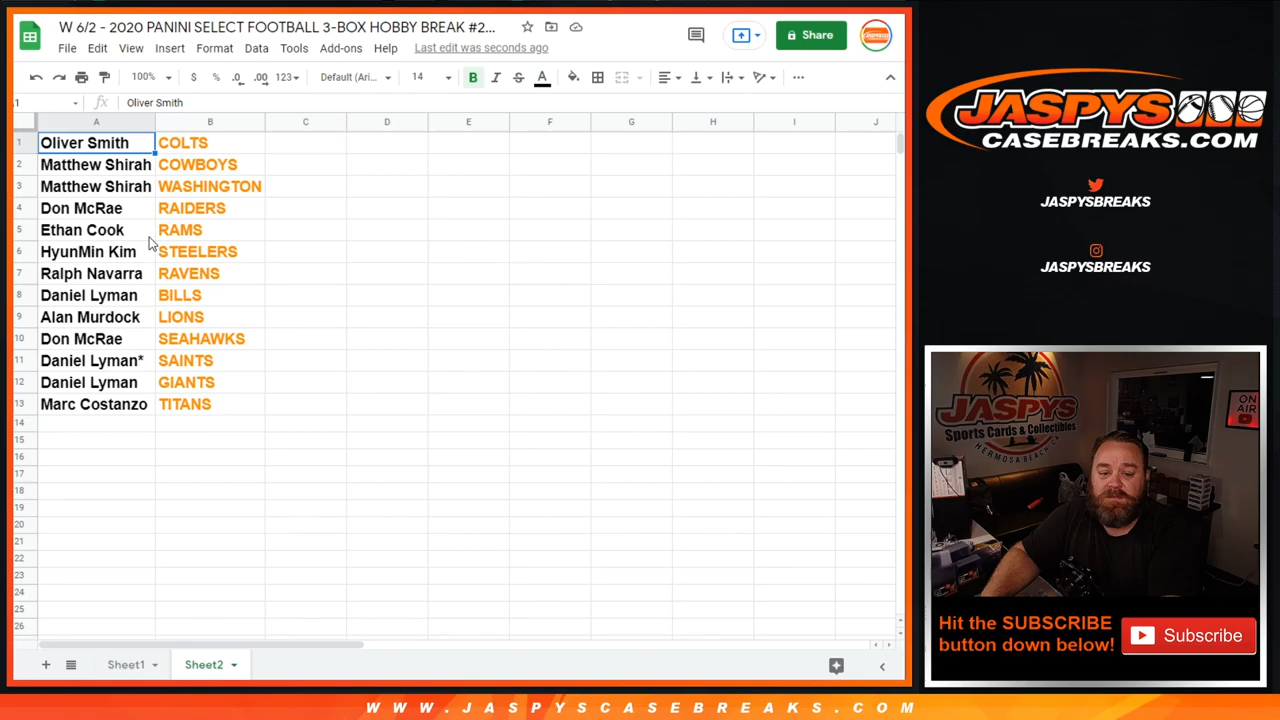 W 6/2 - 2020 PANINI SELECT FOOTBALL 3-BOX HOBBY BREAK #2...
File Edit View Insert Format Data Tools Add-ons Help Last edit was seconds ago
Share
100% $ % .0 .00 123 Default (Ari... 14 B I S A
1 fx Oliver Smith
A B C D E F G H I J
1 Oliver Smith COLTS
2 Matthew Shirah COWBOYS
3 Matthew Shirah WASHINGTON
4 Don McRae RAIDERS
5 Ethan Cook RAMS
6 HyunMin Kim STEELERS
7 Ralph Navarra RAVENS
8 Daniel Lyman BILLS
9 Alan Murdock LIONS
10 Don McRae SEAHAWKS
11 Daniel Lyman* SAINTS
12 Daniel Lyman GIANTS
13 Marc Costanzo TITANS
14
15
16
17
18
19
20
21
22
23
24
25
26
Sheet1 Sheet2
JASPYS
CASEBREAKS.COM
JASPYSBREAKS
JASPYSBREAKS
JASPYS
Sports Cards & Collectibles
HERMOSA BEACH, CA
ON
AIR
Hit the SUBSCRIBE
button down below!
Subscribe
WWW.JASPYSCASEBREAKS.COM